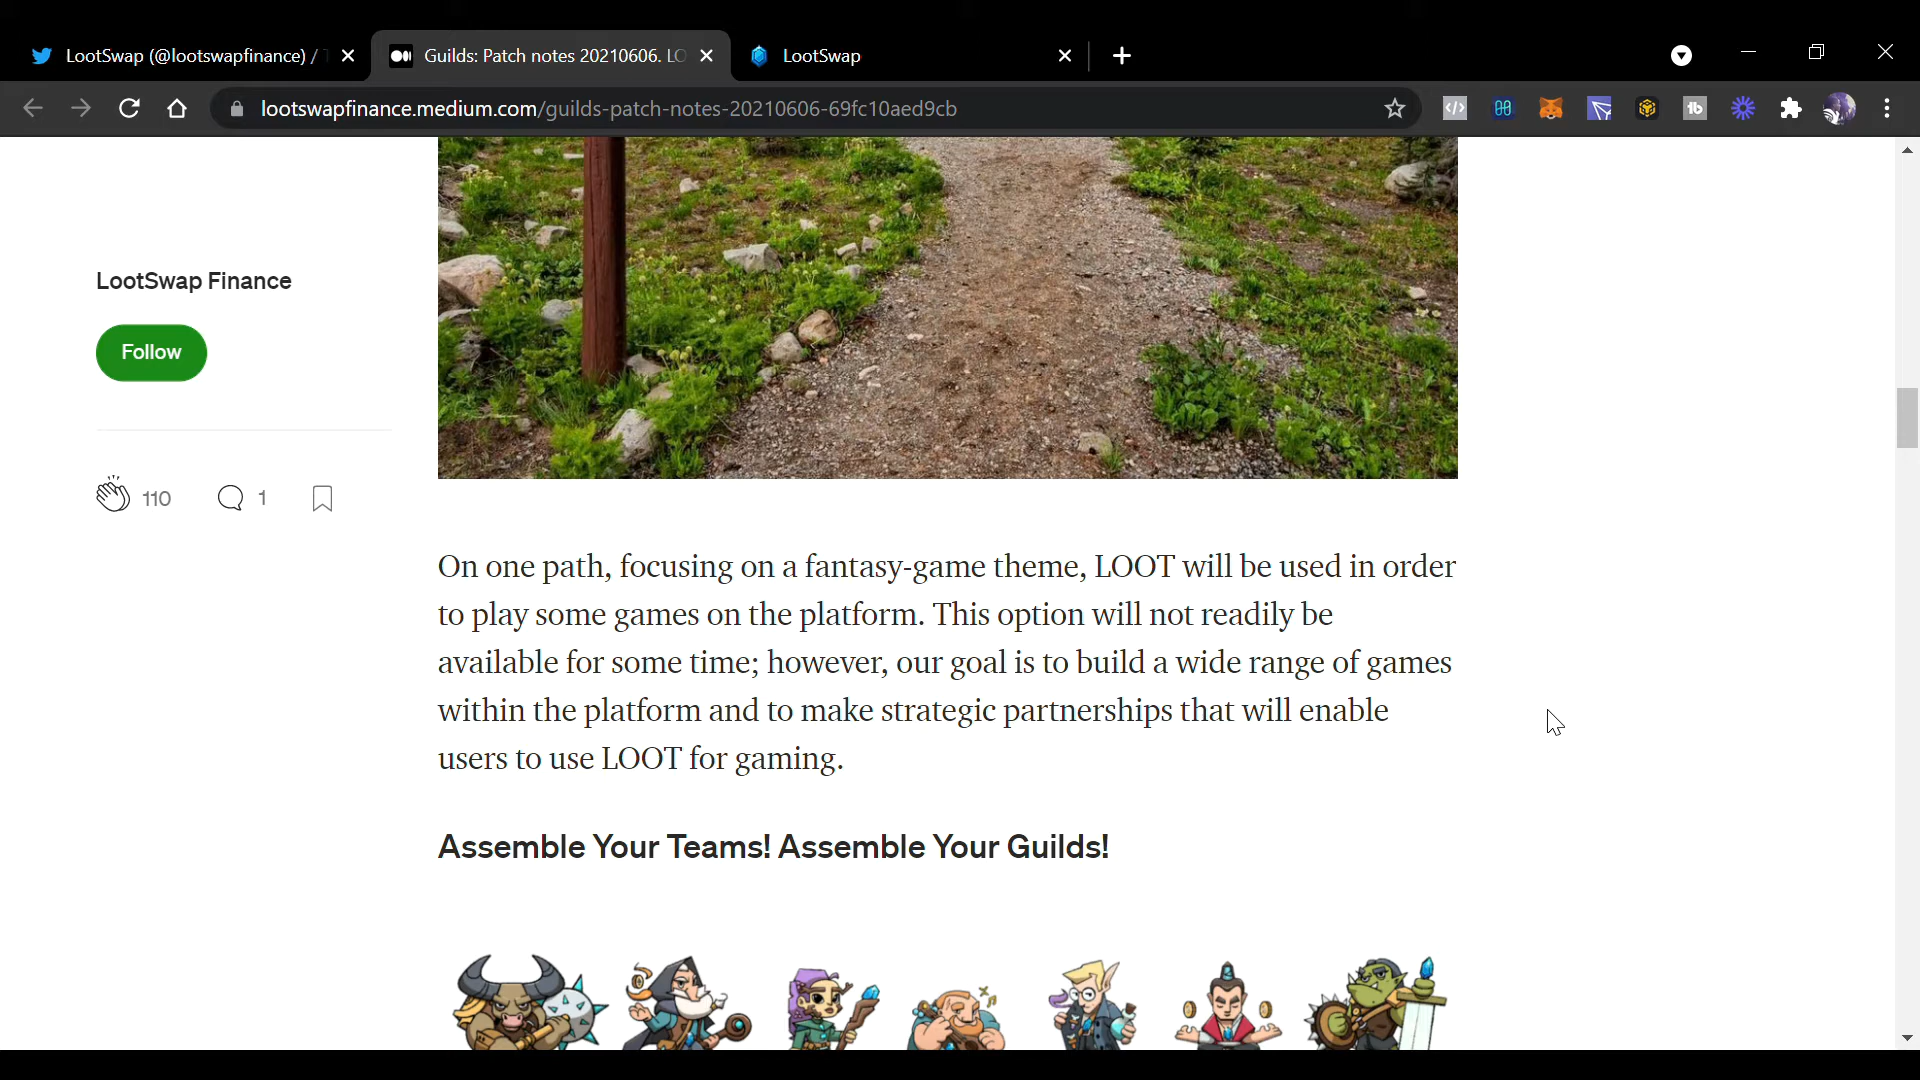 LootSwap (@lootswapfinance) /
Guilds: Patch notes 20210606. LO
LootSwap
lootswapfinance.medium.com/guilds-patch-notes-20210606-69fc10aed9cb
LootSwap Finance
Follow
110
1
On one path, focusing on a fantasy-game theme, LOOT will be used in order
to play some games on the platform. This option will not readily be
available for some time; however, our goal is to build a wide range of games
within the platform and to make strategic partnerships that will enable
users to use LOOT for gaming.
Assemble Your Teams! Assemble Your Guilds!